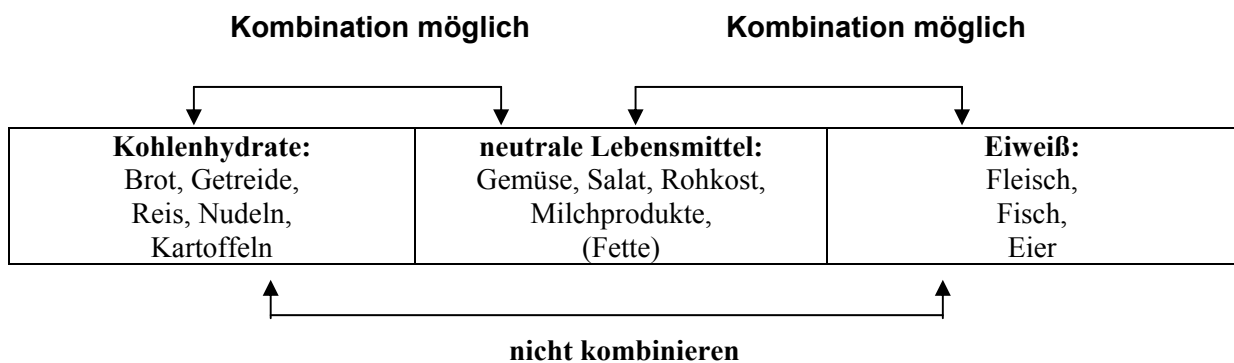 Kombination möglich
Kombination möglich
Kohlenhydrate:
Brot, Getreide,
Reis, Nudeln,
Kartoffeln
neutrale Lebensmittel:
Gemüse, Salat, Rohkost,
Milchprodukte,
(Fette)
Eiweiß:
Fleisch,
Fisch,
Eier
nicht kombinieren